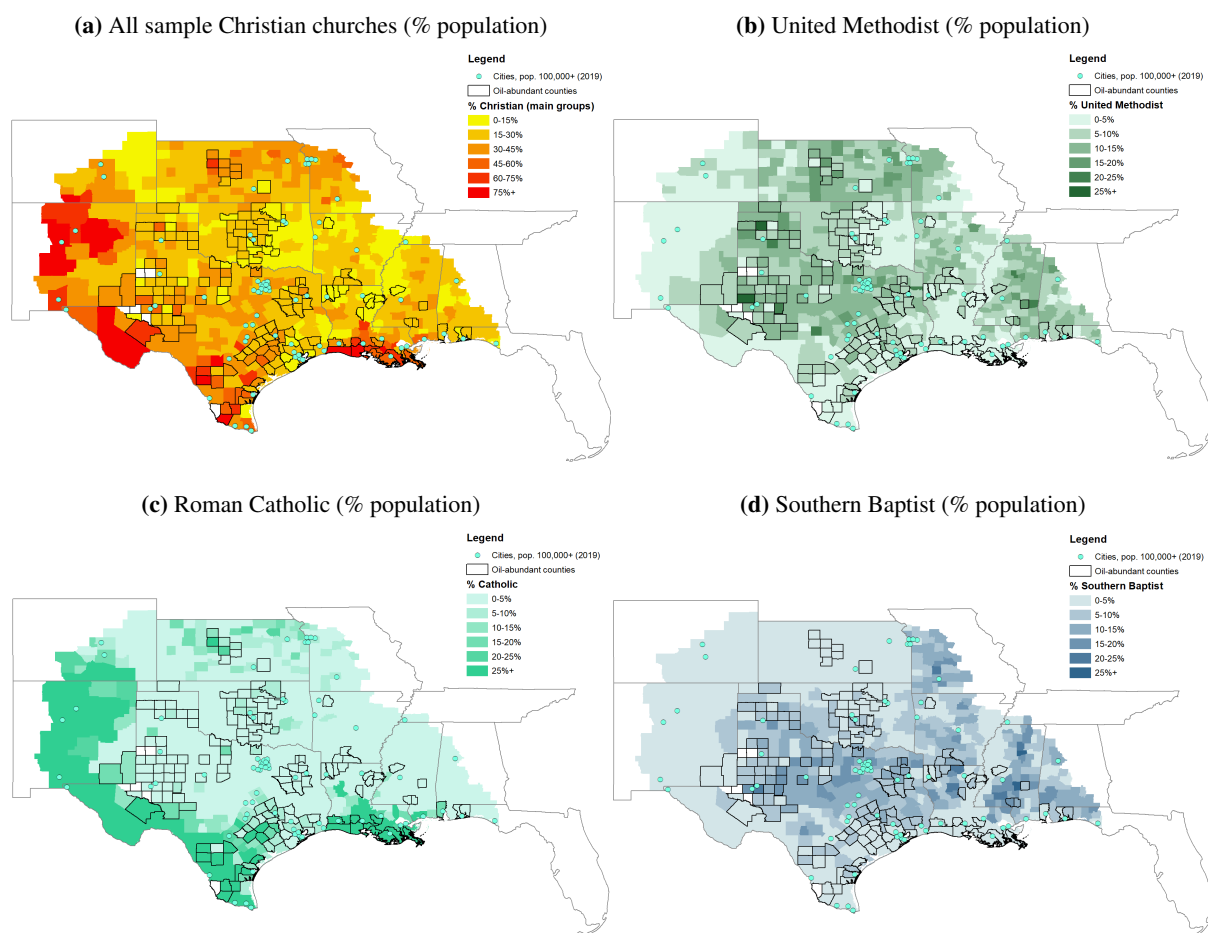 (a) All sample Christian churches (% population)
Legend
Cities, pop. 100,000+ (2019)
Oil-abundant counties
% Christian (main groups)
0-15%
15-30%
30-45%
45-60%
60-75%
75%+
(b) United Methodist (% population)
Legend
Cities, pop. 100,000+ (2019)
Oil-abundant counties
% United Methodist
0-5%
5-10%
10-15%
15-20%
20-25%
25%+
(c) Roman Catholic (% population)
Legend
Cities, pop. 100,000+ (2019)
Oil-abundant counties
% Catholic
0-5%
5-10%
10-15%
15-20%
20-25%
25%+
(d) Southern Baptist (% population)
Legend
Cities, pop. 100,000+ (2019)
Oil-abundant counties
% Southern Baptist
0-5%
5-10%
10-15%
15-20%
20-25%
25%+